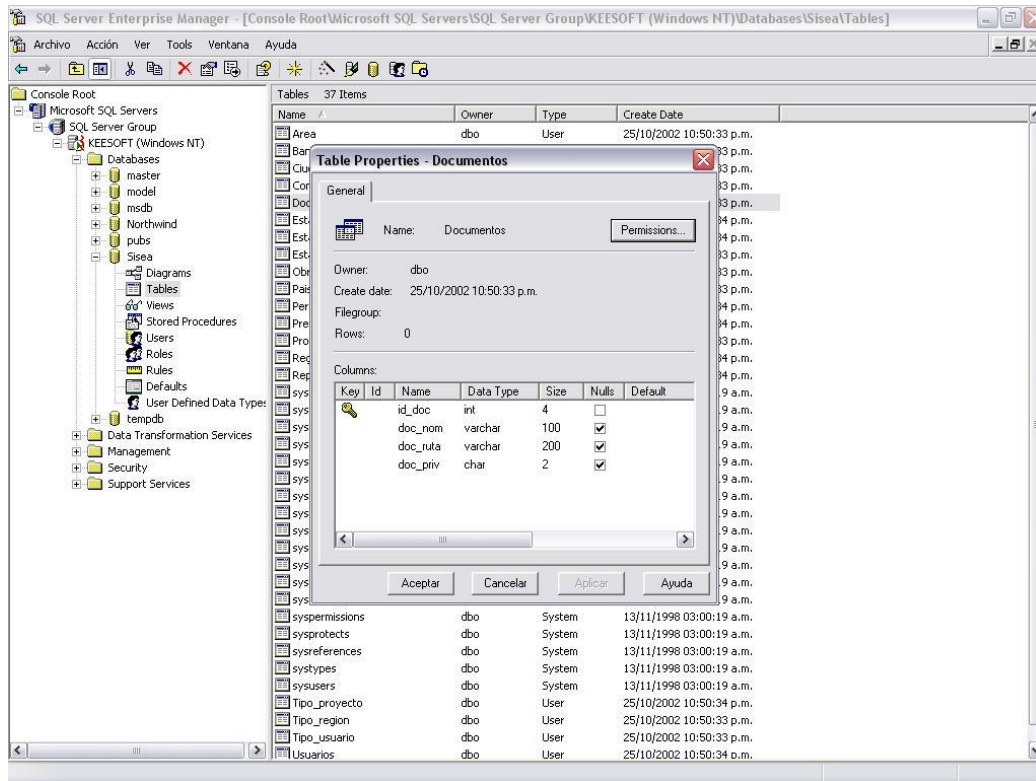 SQL Server Enterprise Manager - [Console Root\Microsoft SQL Servers\SQL Server Group\KEESOFT (Windows NT)\Databases\Sisea\Tables]
Archivo Acción Ver Tools Ventana Ayuda
Console Root
Microsoft SQL Servers
SQL Server Group
KEESOFT (Windows NT)
Databases
master
model
msdb
Northwind
pubs
Sisea
Diagrams
Tables
Views
Stored Procedures
Users
Roles
Rules
Defaults
User Defined Data Types
tempdb
Data Transformation Services
Management
Security
Support Services
Tables 37 Items
Name Owner Type Create Date
Area dbo User 25/10/2002 10:50:33 p.m.
Table Properties - Documentos
General
Name: Documentos
Permissions...
Owner: dbo
Create date: 25/10/2002 10:50:33 p.m.
Filegroup:
Rows: 0
Columns:
Key Id Name Data Type Size Nulls Default
id_doc int 4
doc_nom varchar 100
doc_ruta varchar 200
doc_priv char 2
Aceptar Cancelar Aplicar Ayuda
syspermissions dbo System 13/11/1998 03:00:19 a.m.
sysprotects dbo System 13/11/1998 03:00:19 a.m.
sysreferences dbo System 13/11/1998 03:00:19 a.m.
systypes dbo System 13/11/1998 03:00:19 a.m.
sysusers dbo System 13/11/1998 03:00:19 a.m.
Tipo_proyecto dbo User 25/10/2002 10:50:34 p.m.
Tipo_region dbo User 25/10/2002 10:50:33 p.m.
Tipo_usuario dbo User 25/10/2002 10:50:33 p.m.
Usuarios dbo User 25/10/2002 10:50:34 p.m.